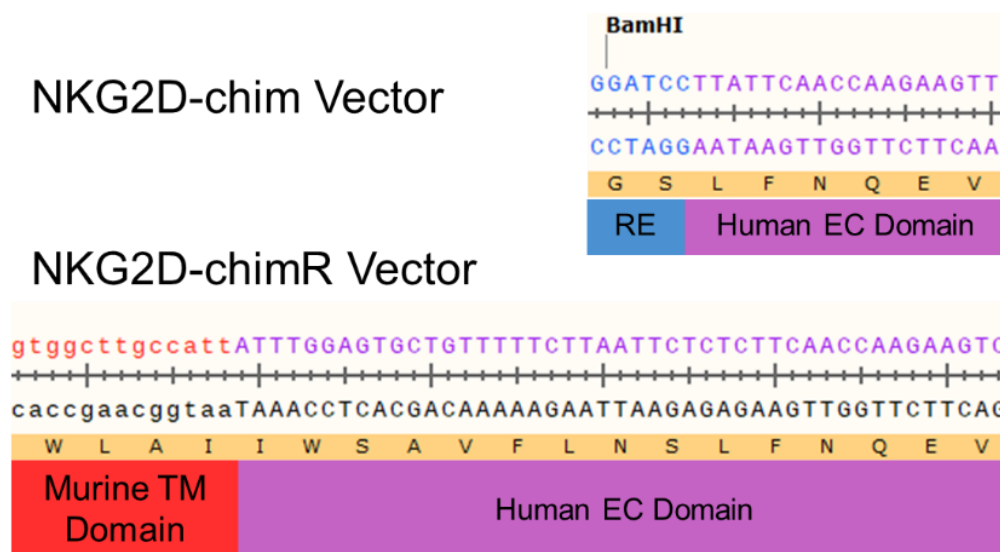 BamHI
NKG2D-chim Vector
GGATCCTTATTCAACCAAGAAGTT
CCTAGGAATAAGTTGGTTCTTCAA
G S L F N Q E V
RE Human EC Domain
NKG2D-chimR Vector
gtggcttgccattATTTGGAGTGCTGTTTTTCTTAATTCTCTCTTCAACCAAGAAGTC
caccgaacggtaaTAAACCTCACGACAAAAAGAATTAAGAGAGAAGTTGGTTCTTCAG
W L A I I W S A V F L N S L F N Q E V
Murine TM
Domain
Human EC Domain